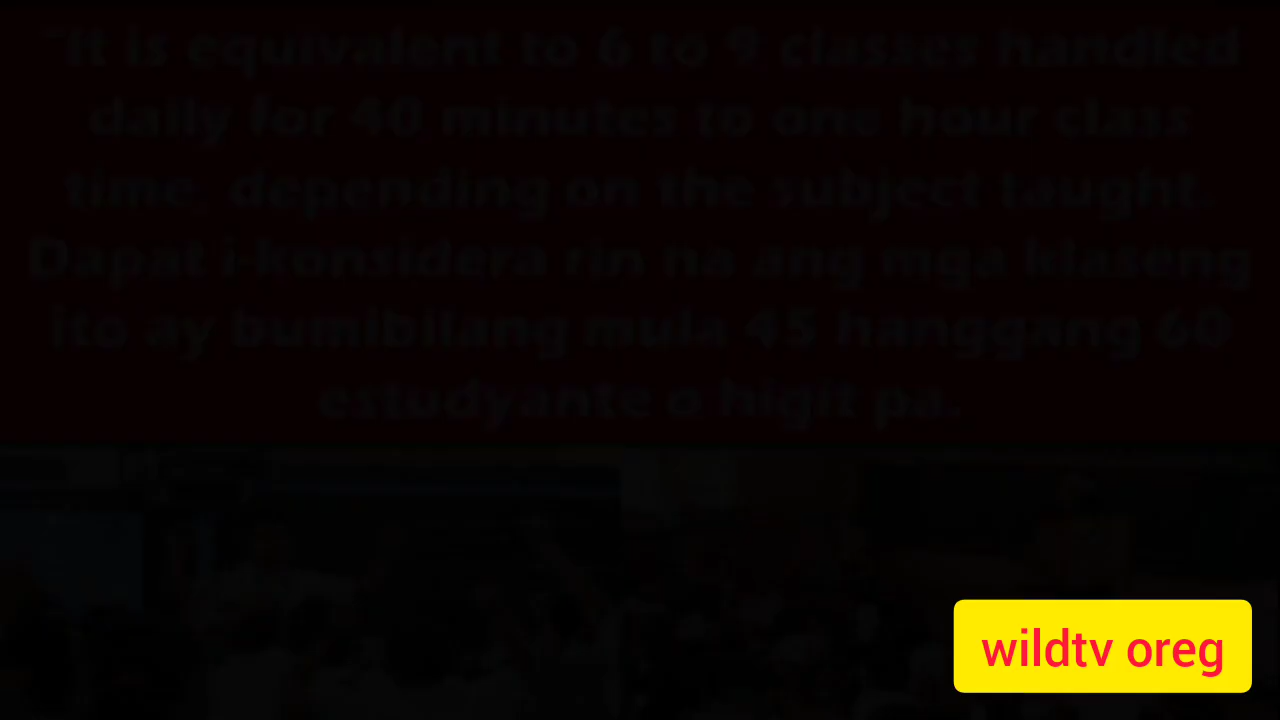 "It is equivalent to 6 to 9 classes handled
daily for 40 minutes to one hour class
time, depending on the subject taught.
Dapat i-konsidera rin na ang mga klaseng
ito ay bumibilang mula 45 hanggang 60
estudyante o higit pa.
wildtv oreg